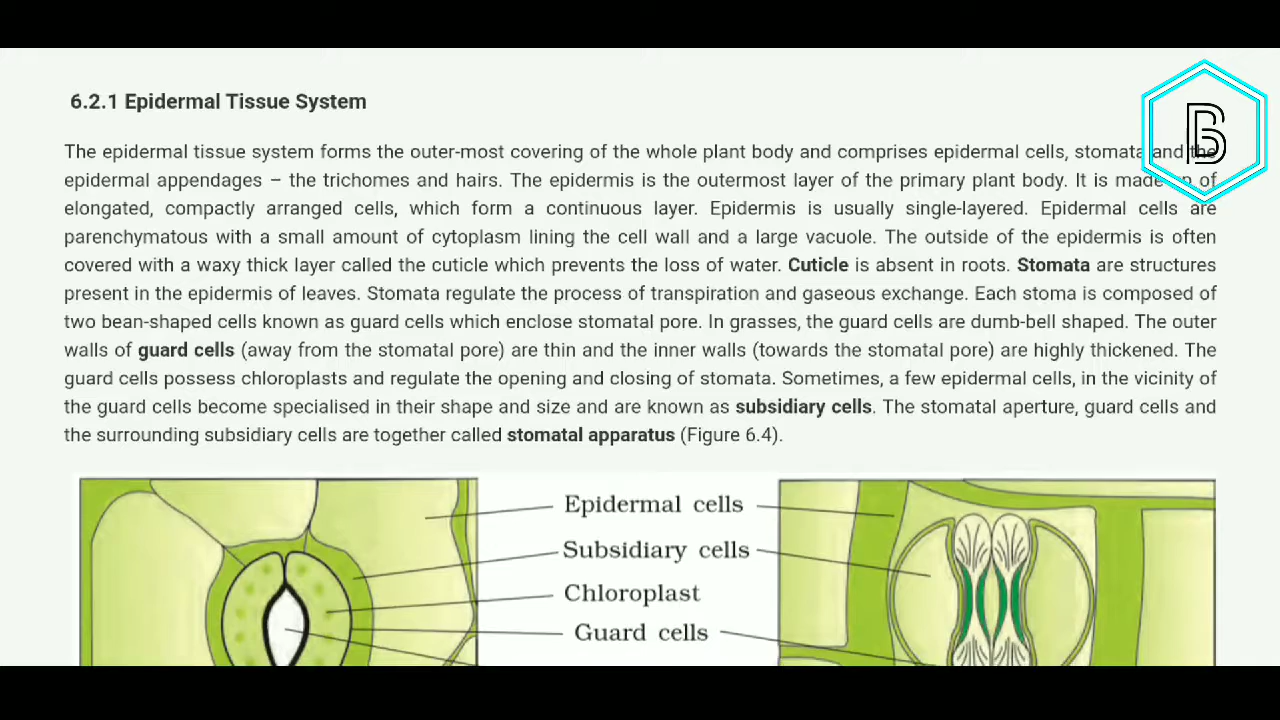 6.2.1 Epidermal Tissue System
The epidermal tissue system forms the outer-most covering of the whole plant body and comprises epidermal cells, stomata and the
epidermal appendages – the trichomes and hairs. The epidermis is the outermost layer of the primary plant body. It is made up of
elongated, compactly arranged cells, which form a continuous layer. Epidermis is usually single-layered. Epidermal cells are
parenchymatous with a small amount of cytoplasm lining the cell wall and a large vacuole. The outside of the epidermis is often
covered with a waxy thick layer called the cuticle which prevents the loss of water. Cuticle is absent in roots. Stomata are structures
present in the epidermis of leaves. Stomata regulate the process of transpiration and gaseous exchange. Each stoma is composed of
two bean-shaped cells known as guard cells which enclose stomatal pore. In grasses, the guard cells are dumb-bell shaped. The outer
walls of guard cells (away from the stomatal pore) are thin and the inner walls (towards the stomatal pore) are highly thickened. The
guard cells possess chloroplasts and regulate the opening and closing of stomata. Sometimes, a few epidermal cells, in the vicinity of
the guard cells become specialised in their shape and size and are known as subsidiary cells. The stomatal aperture, guard cells and
the surrounding subsidiary cells are together called stomatal apparatus (Figure 6.4).
Epidermal cells
Subsidiary cells
Chloroplast
Guard cells